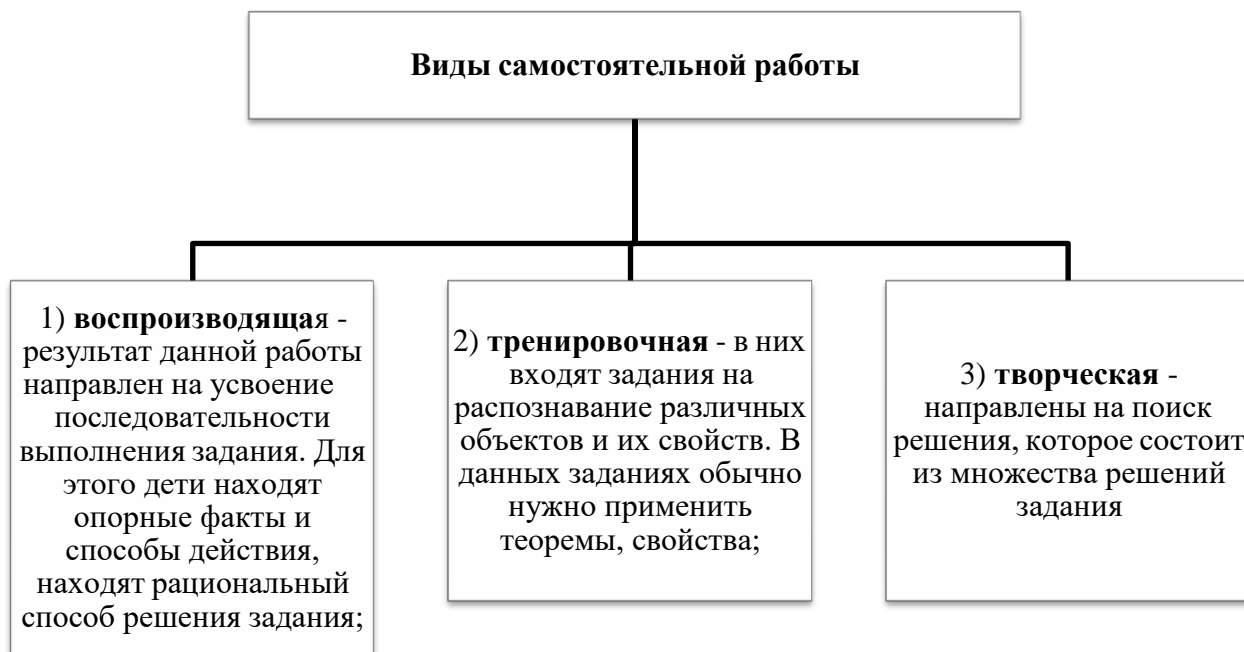 Виды самостоятельной работы
1) воспроизводящая -
результат данной работы
направлен на усвоение
последовательности
выполнения задания. Для
этого дети находят
опорные факты и
способы действия,
находят рациональный
способ решения задания;
2) тренировочная - в них
входят задания на
распознавание различных
объектов и их свойств. В
данных заданиях обычно
нужно применить
теоремы, свойства;
3) творческая -
направлены на поиск
решения, которое состоит
из множества решений
задания